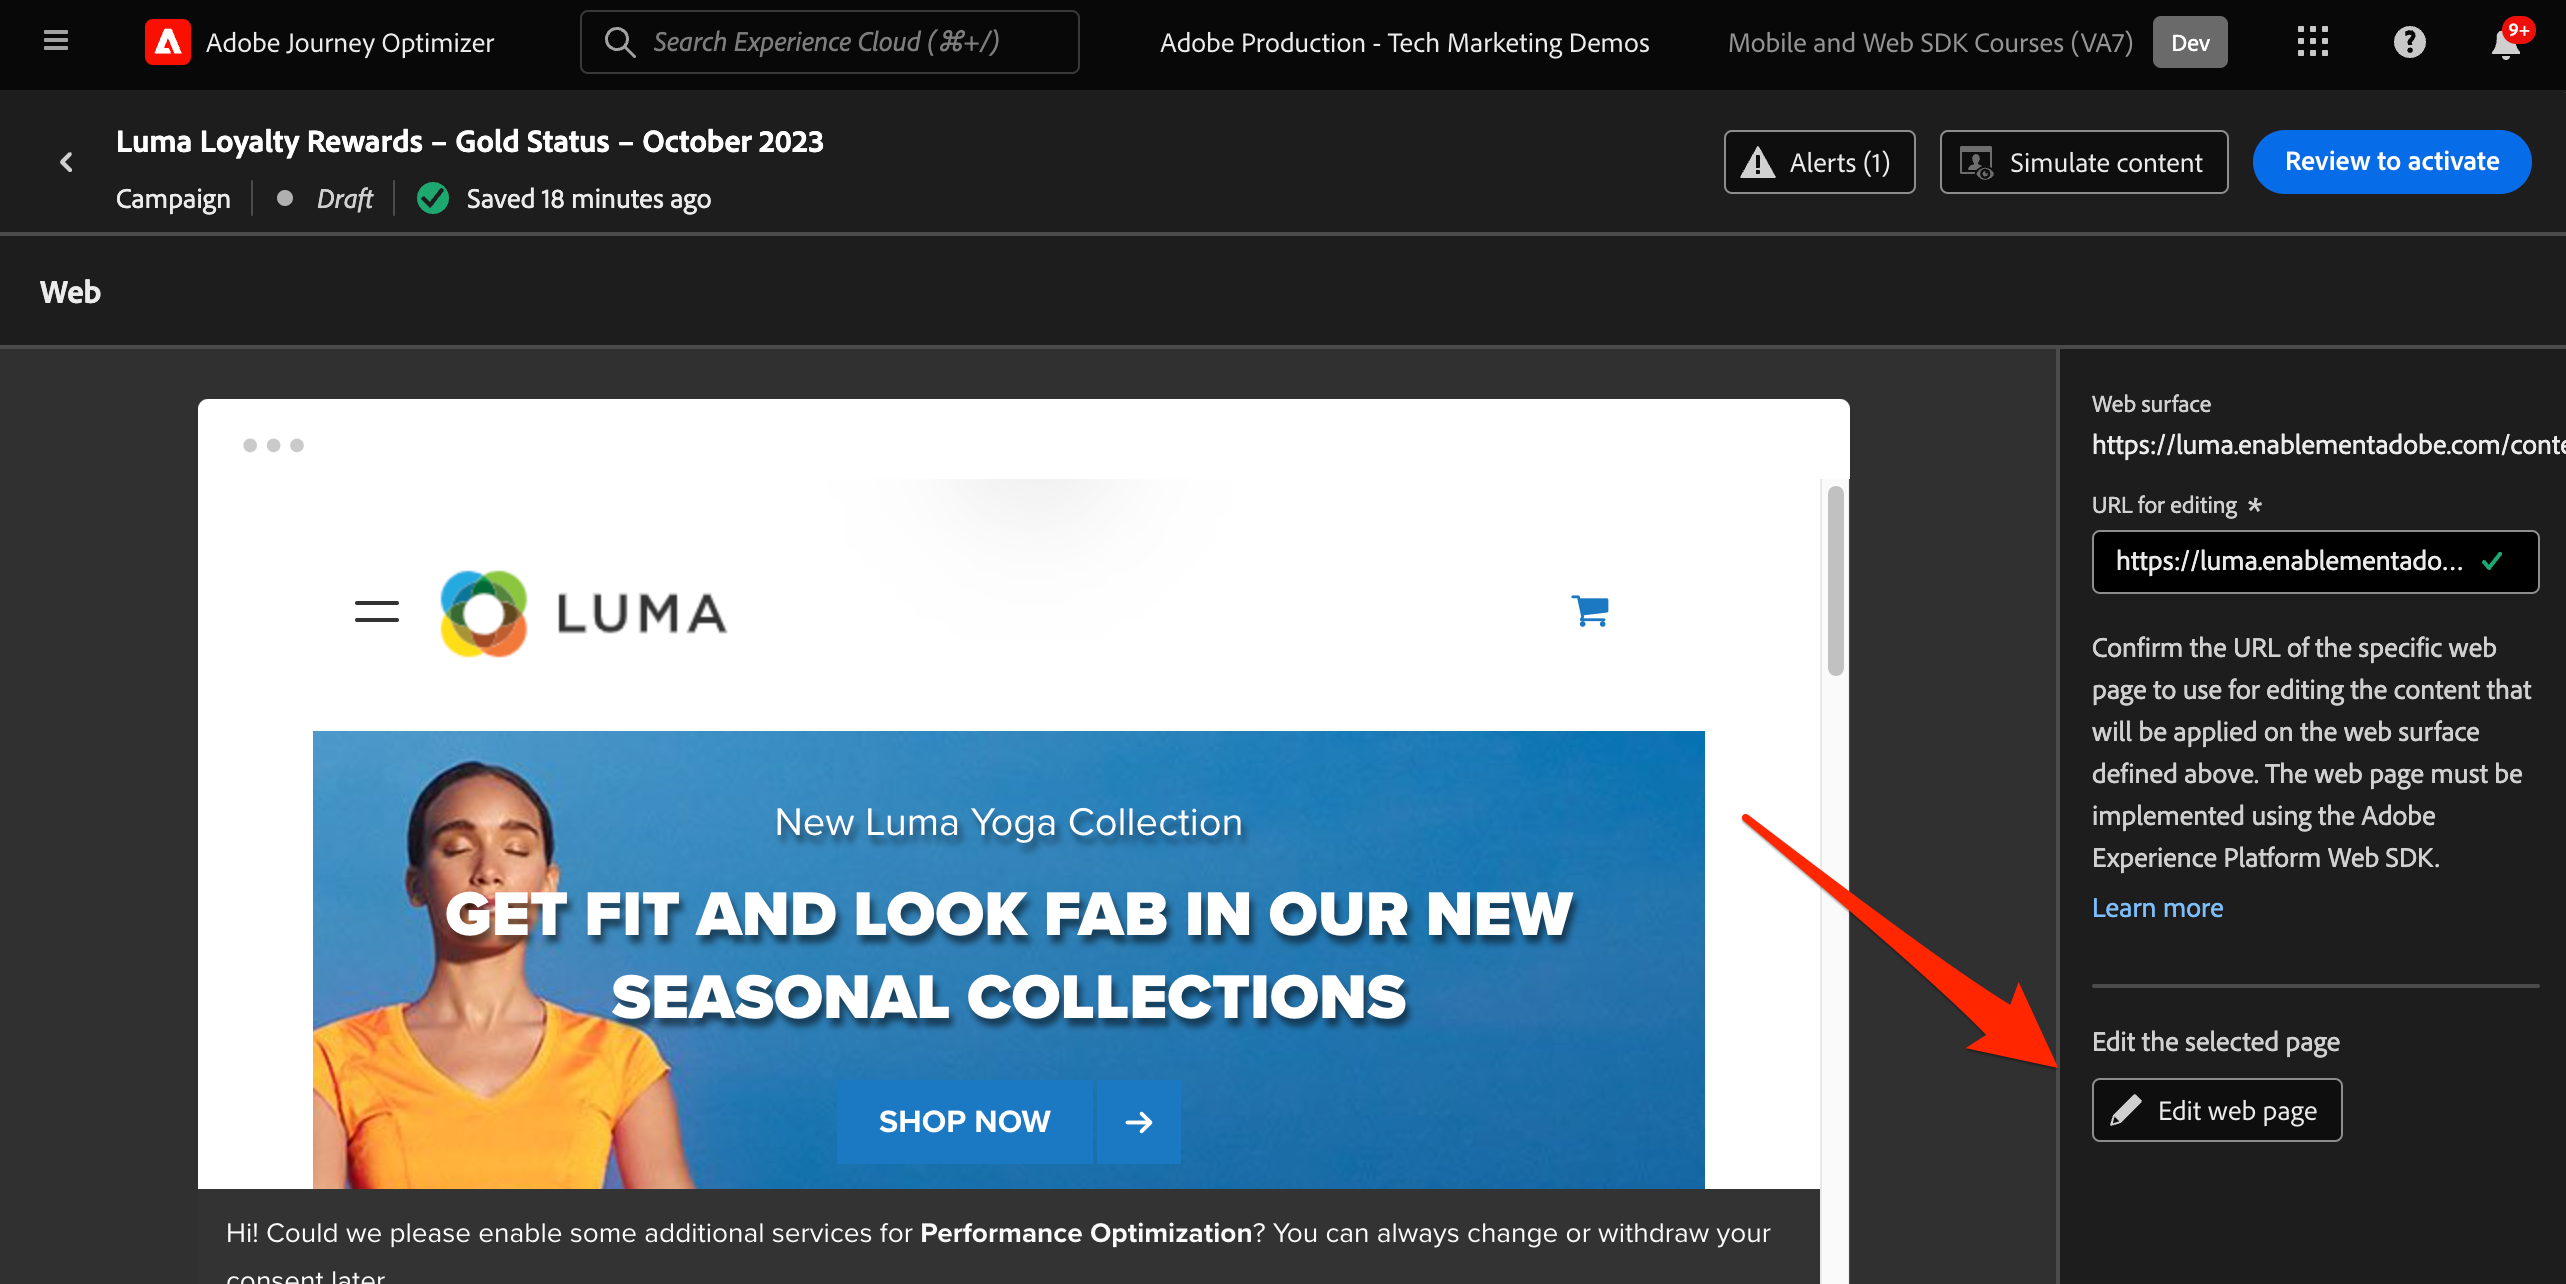 Adobe Journey Optimizer
Search Experience Cloud (⌘+/)
Adobe Production - Tech Marketing Demos
Mobile and Web SDK Courses (VA7)
Dev
9+
Luma Loyalty Rewards – Gold Status – October 2023
Campaign
Draft
Saved 18 minutes ago
Alerts (1)
Simulate content
Review to activate
Web
LUMA
New Luma Yoga Collection
GET FIT AND LOOK FAB IN OUR NEW
SEASONAL COLLECTIONS
SHOP NOW
Hi! Could we please enable some additional services for Performance Optimization? You can always change or withdraw your
consent later
Web surface
https://luma.enablementadobe.com/conte
URL for editing *
https://luma.enablementado...
Confirm the URL of the specific web
page to use for editing the content that
will be applied on the web surface
defined above. The web page must be
implemented using the Adobe
Experience Platform Web SDK.
Learn more
Edit the selected page
Edit web page